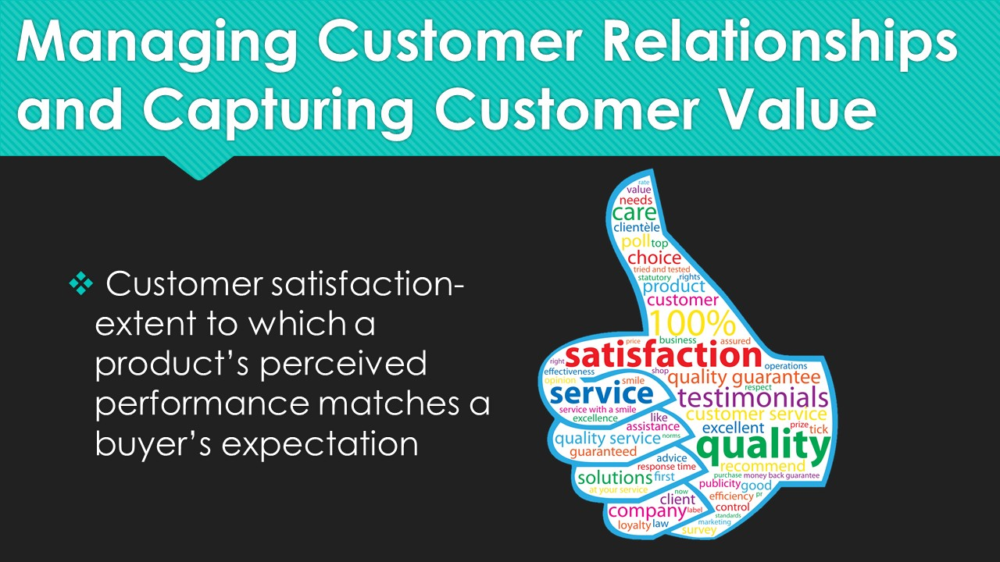 Managing Customer Relationships
and Capturing Customer Value
Customer satisfaction-
extent to which a
product's perceived
performance matches a
buyer's expectation
rate
value
needs
care
clientèle
poll top
choice
tried and tested
statutory rights
product
customer
100%
price business assured
satisfaction
right operations
effectiveness shop quality guarantee
opinion smile respect
service testimonials
service with a smile customer service
excellence like prize
assistance excellent tick
quality service norms quality
guaranteed
advice recommend
response time purchase money back guarantee
solutions first publicity good
at your service now efficiency pr
client control
company label standards
loyalty law marketing
survey